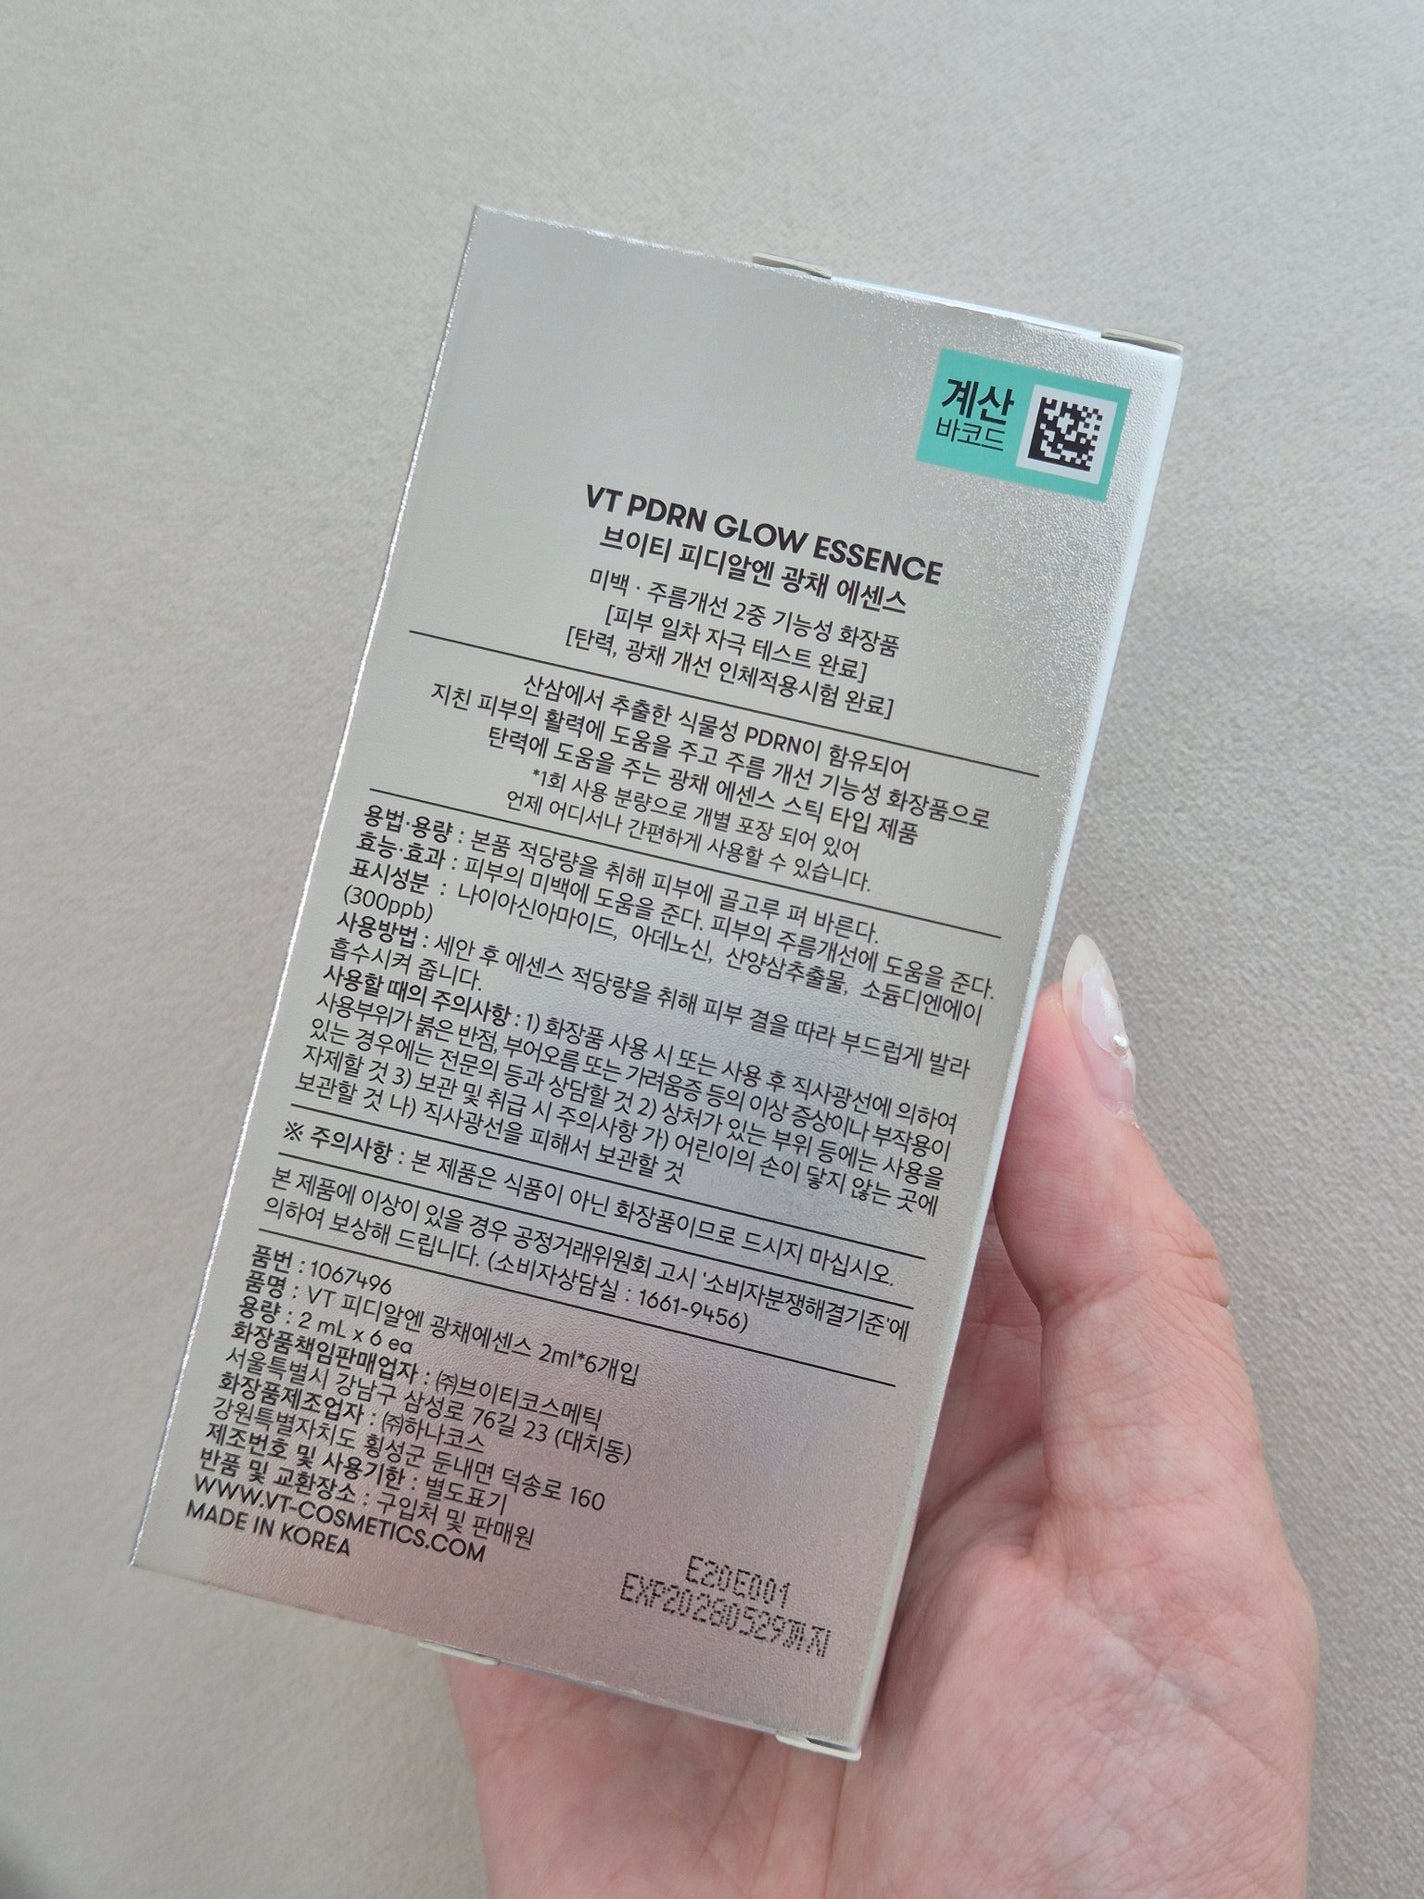 계산
바코드
VT PDRN GLOW ESSENCE
브이티 피디알엔 광채 에센스
미백 · 주름개선 2중 기능성 화장품
[피부 일차 자극 테스트 완료]
[탄력, 광채 개선 인체적용시험 완료]
산삼에서 추출한 식물성 PDRN이 함유되어
지친 피부의 활력에 도움을 주고 주름 개선 기능성 화장품으로
탄력에 도움을 주는 광채 에센스 스틱 타입 제품
*1회 사용 분량으로 개별 포장 되어 있어
언제 어디서나 간편하게 사용할 수 있습니다.
용법·용량 : 본품 적당량을 취해 피부에 골고루 펴 바른다.
효능·효과 : 피부의 미백에 도움을 준다. 피부의 주름개선에 도움을 준다.
표시성분 : 나이아신아마이드, 아데노신, 산양삼추출물, 소듐디엔에이
(300ppb)
사용방법 : 세안 후 에센스 적당량을 취해 피부 결을 따라 부드럽게 발라
흡수시켜 줍니다.
사용할 때의 주의사항 : 1) 화장품 사용 시 또는 사용 후 직사광선에 의하여
사용부위가 붉은 반점, 부어오름 또는 가려움증 등의 이상 증상이나 부작용이
있는 경우에는 전문의 등과 상담할 것 2) 상처가 있는 부위 등에는 사용을
자제할 것 3) 보관 및 취급 시 주의사항 가) 어린이의 손이 닿지 않는 곳에
보관할 것 나) 직사광선을 피해서 보관할 것
※ 주의사항 : 본 제품은 식품이 아닌 화장품이므로 드시지 마십시오.
본 제품에 이상이 있을 경우 공정거래위원회 고시 '소비자분쟁해결기준'에
의하여 보상해 드립니다. (소비자상담실 : 1661-9456)
품번 : 1067496
품명 : VT 피디알엔 광채에센스 2ml*6개입
용량 : 2 mL x 6 ea
화장품책임판매업자 : ㈜브이티코스메틱
서울특별시 강남구 삼성로 76길 23 (대치동)
화장품제조업자 : ㈜하나코스
강원특별자치도 횡성군 둔내면 덕송로 160
제조번호 및 사용기한 : 별도표기
반품 및 교환장소 : 구입처 및 판매원
WWW.VT-COSMETICS.COM
MADE IN KOREA
E20E001
EXP20280529까지